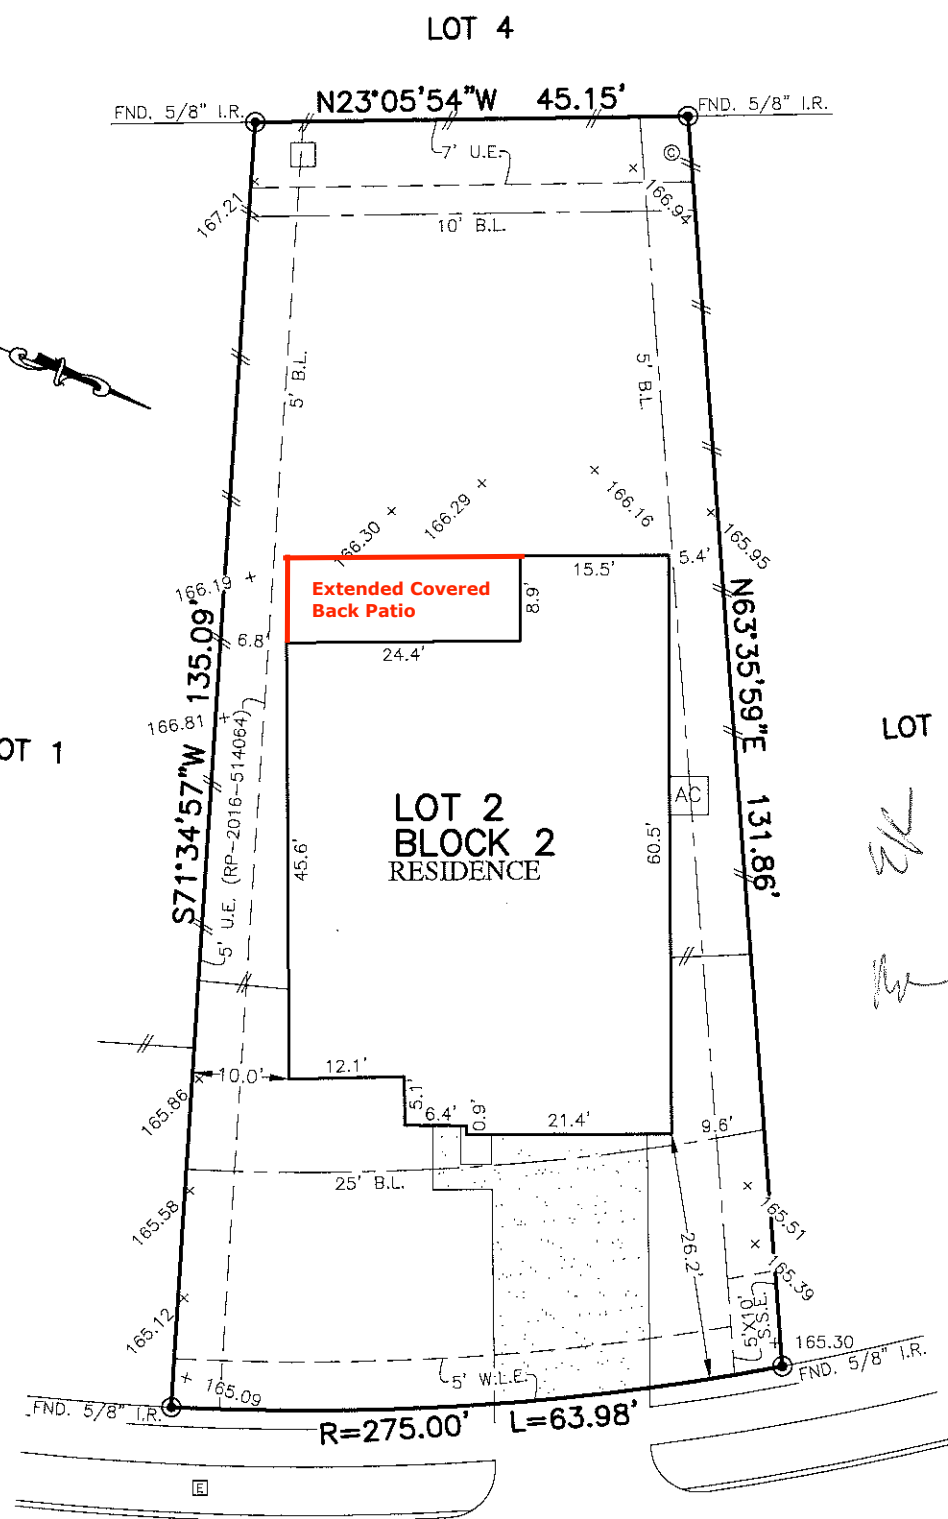 LOT 4
N23°05'54"W 45.15'
FND. 5/8" I.R.
FND. 5/8" I.R.
7' U.E.
©
167.21
166.94
10' B.L.
5' B.L.
5' B.L.
166.30
166.29
166.16
165.95
166.19
Extended Covered
Back Patio
8.9'
15.5'
5.4'
6.8'
24.4'
S71°34'57"W 135.09'
N63°35'59"E 131.86'
166.81
OT 1
LOT
5' U.E. (RP-2016-514064)
AC
LOT 2
BLOCK 2
RESIDENCE
45.6'
60.5'
10.0'
12.1'
5.1'
6.4'
0.9'
21.4'
9.6'
165.86
25' B.L.
165.58
165.51
26.2'
165.39
5'X10'
S.S.E.
165.12
165.30
5' W.L.E.
165.09
FND. 5/8" I.R.
FND. 5/8" I.R.
R=275.00' L=63.98'
E